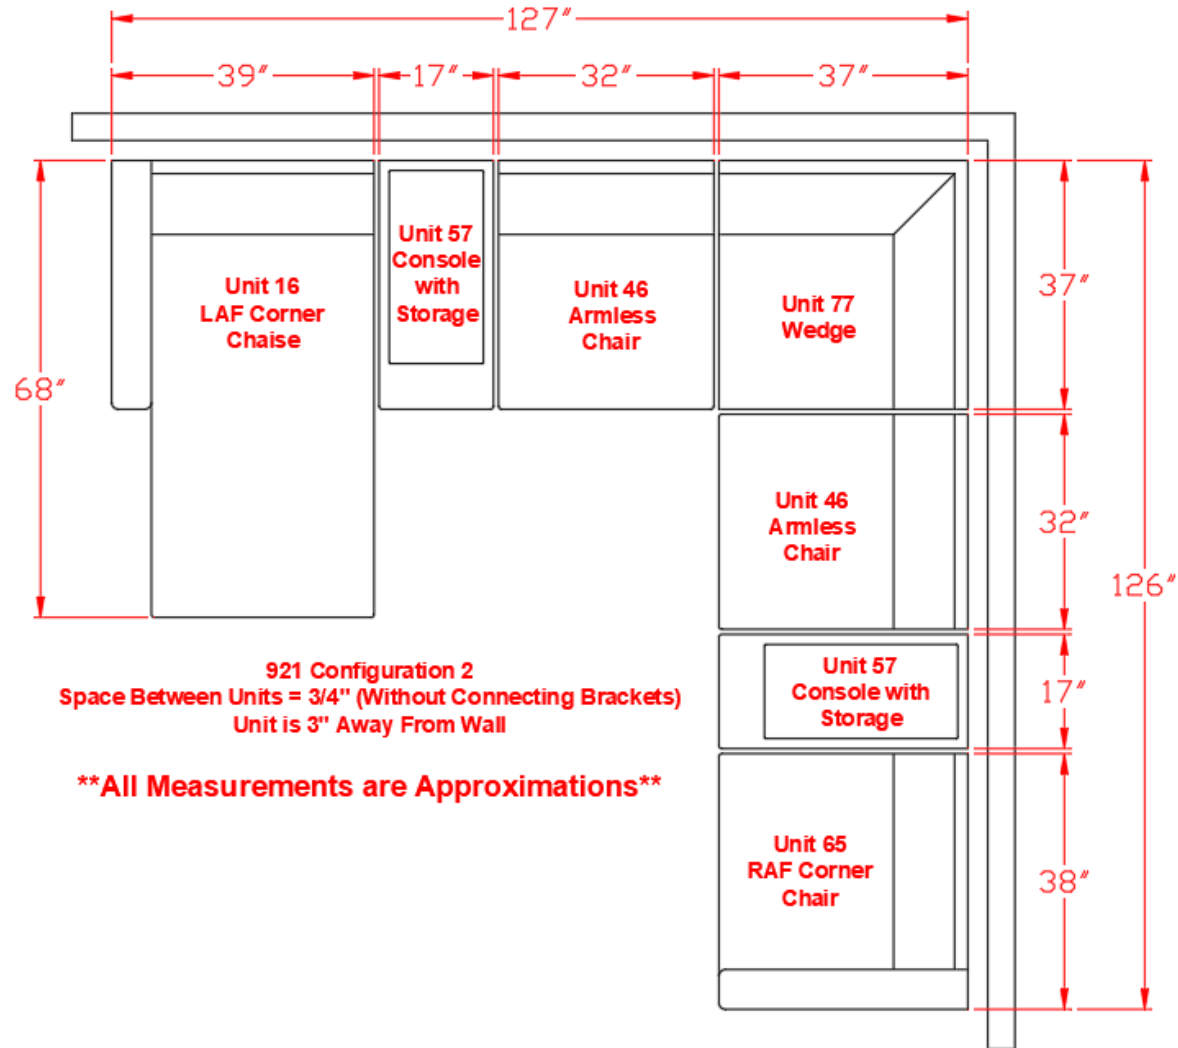 127"
39"
17"
32"
37"
68"
Unit 16
LAF Corner
Chaise
Unit 57
Console
with
Storage
Unit 46
Armless
Chair
Unit 77
Wedge
37"
Unit 46
Armless
Chair
32"
126"
Unit 57
Console with
Storage
17"
Unit 65
RAF Corner
Chair
38"
921 Configuration 2
Space Between Units = 3/4" (Without Connecting Brackets)
Unit is 3" Away From Wall
**All Measurements are Approximations**